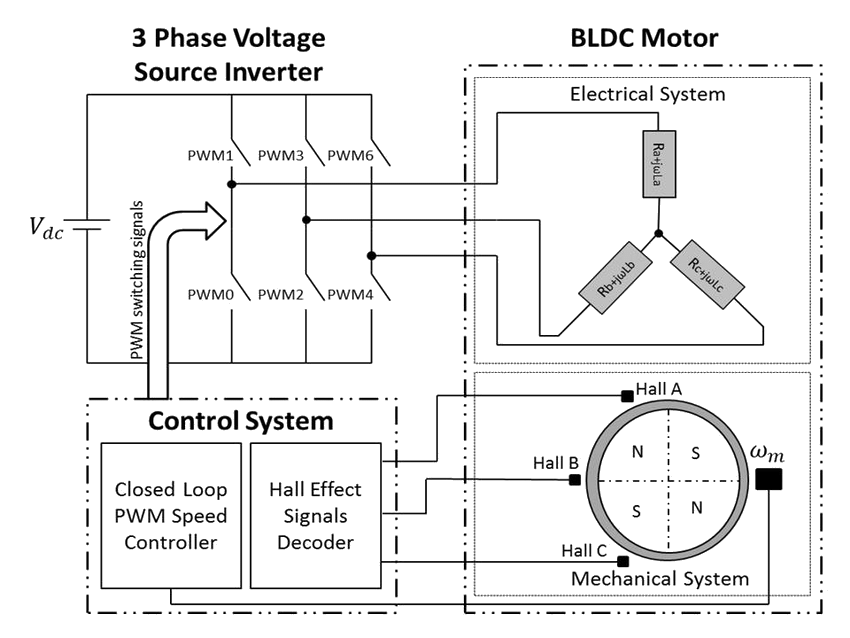 3 Phase Voltage
Source Inverter
BLDC Motor
Electrical System
PWM1
PWM3
PWM6
Ra+jωLa
V_dc
PWM switching signals
Rb+jωLb
Rc+jωLc
PWM0
PWM2
PWM4
Control System
Closed Loop
PWM Speed
Controller
Hall Effect
Signals
Decoder
Hall A
N
S
ω_m
Hall B
S
N
Hall C
Mechanical System